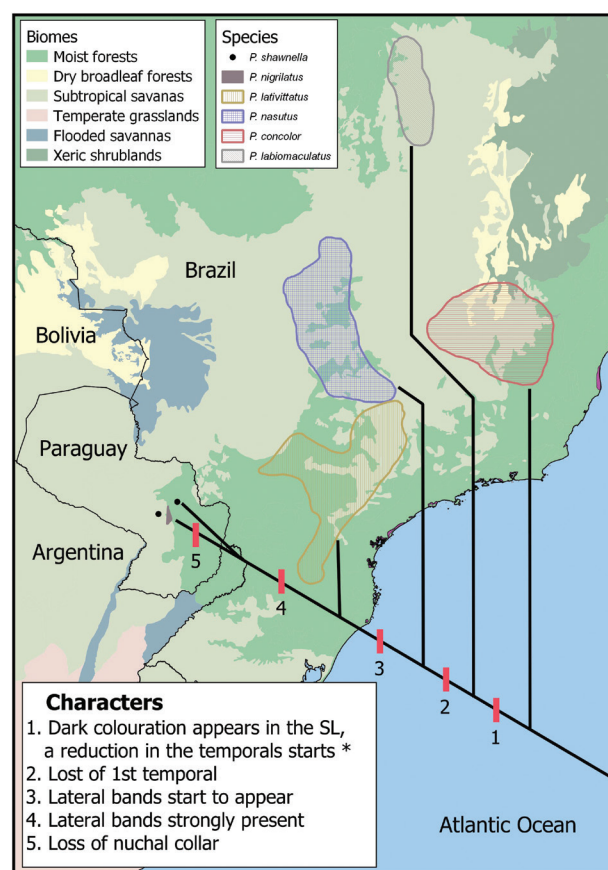 Biomes
Moist forests
Dry broadleaf forests
Subtropical savanas
Temperate grasslands
Flooded savannas
Xeric shrublands
Species
P. shawnella
P. nigrilatus
P. lativittatus
P. nasutus
P. concolor
P. labiomaculatus
Brazil
Bolivia
Paraguay
Argentina
5
4
3
2
1
Characters
1. Dark colouration appears in the SL,
a reduction in the temporals starts *
2. Lost of 1st temporal
3. Lateral bands start to appear
4. Lateral bands strongly present
5. Loss of nuchal collar
Atlantic Ocean